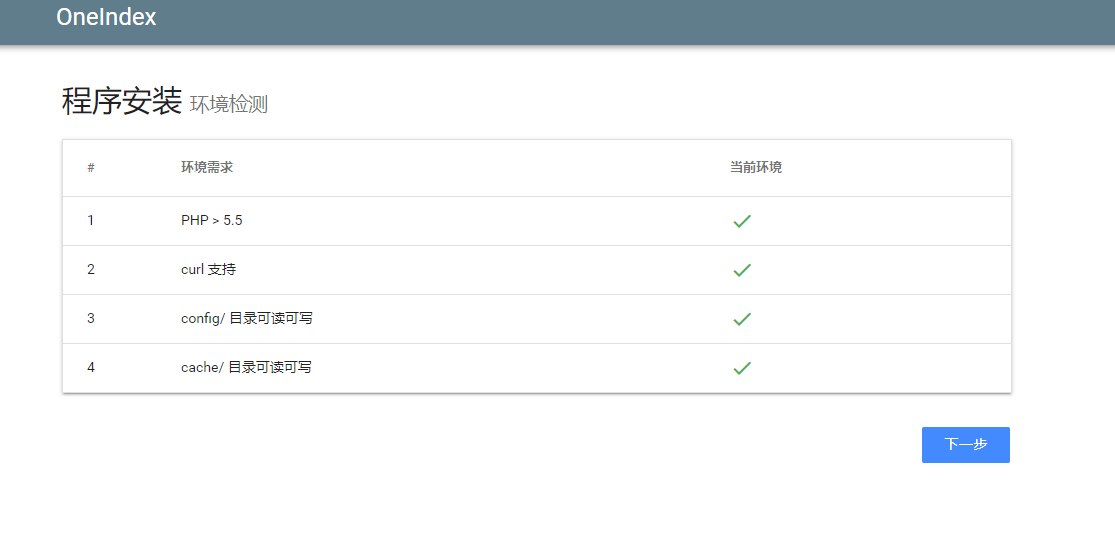 OneIndex
程序安装 环境检测
# 环境需求 当前环境
1 PHP > 5.5
2 curl 支持
3 config/ 目录可读可写
4 cache/ 目录可读可写
下一步